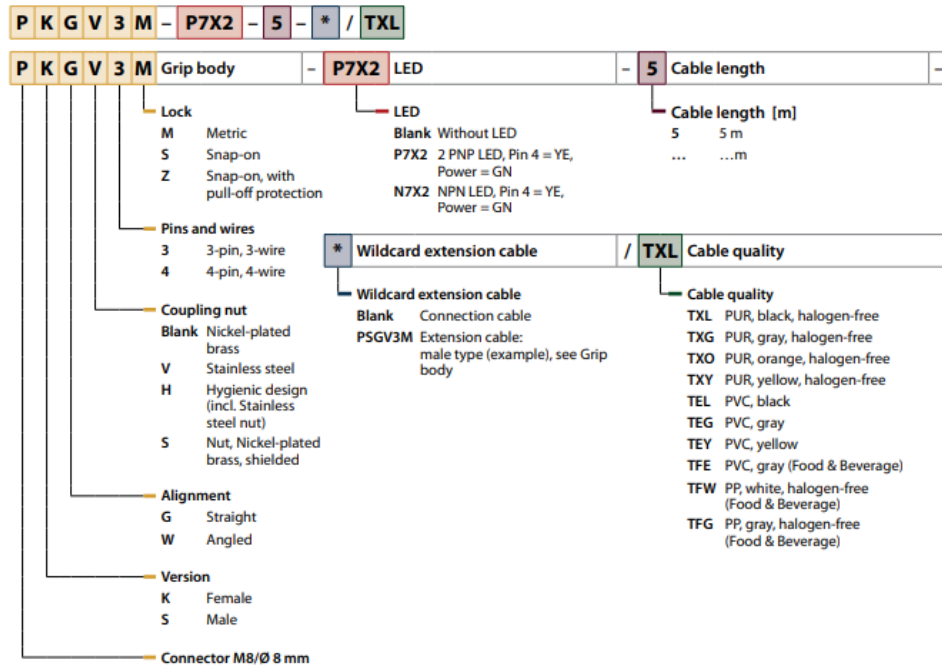 P K G V 3 M – P7X2 – 5 – * / TXL
P K G V 3 M Grip body – P7X2 LED – 5 Cable length –
Lock
M Metric
S Snap-on
Z Snap-on, with
pull-off protection
LED
Blank Without LED
P7X2 2 PNP LED, Pin 4 = YE,
Power = GN
N7X2 NPN LED, Pin 4 = YE,
Power = GN
Cable length [m]
5 5 m
... ...m
Pins and wires
3 3-pin, 3-wire
4 4-pin, 4-wire
* Wildcard extension cable / TXL Cable quality
Wildcard extension cable
Blank Connection cable
PSGV3M Extension cable:
male type (example), see Grip
body
Cable quality
TXL PUR, black, halogen-free
TXG PUR, gray, halogen-free
TXO PUR, orange, halogen-free
TXY PUR, yellow, halogen-free
TEL PVC, black
TEG PVC, gray
TEY PVC, yellow
TFE PVC, gray (Food & Beverage)
TFW PP, white, halogen-free
(Food & Beverage)
TFG PP, gray, halogen-free
(Food & Beverage)
Coupling nut
Blank Nickel-plated
brass
V Stainless steel
H Hygienic design
(incl. Stainless
steel nut)
S Nut, Nickel-plated
brass, shielded
Alignment
G Straight
W Angled
Version
K Female
S Male
Connector M8/Ø 8 mm